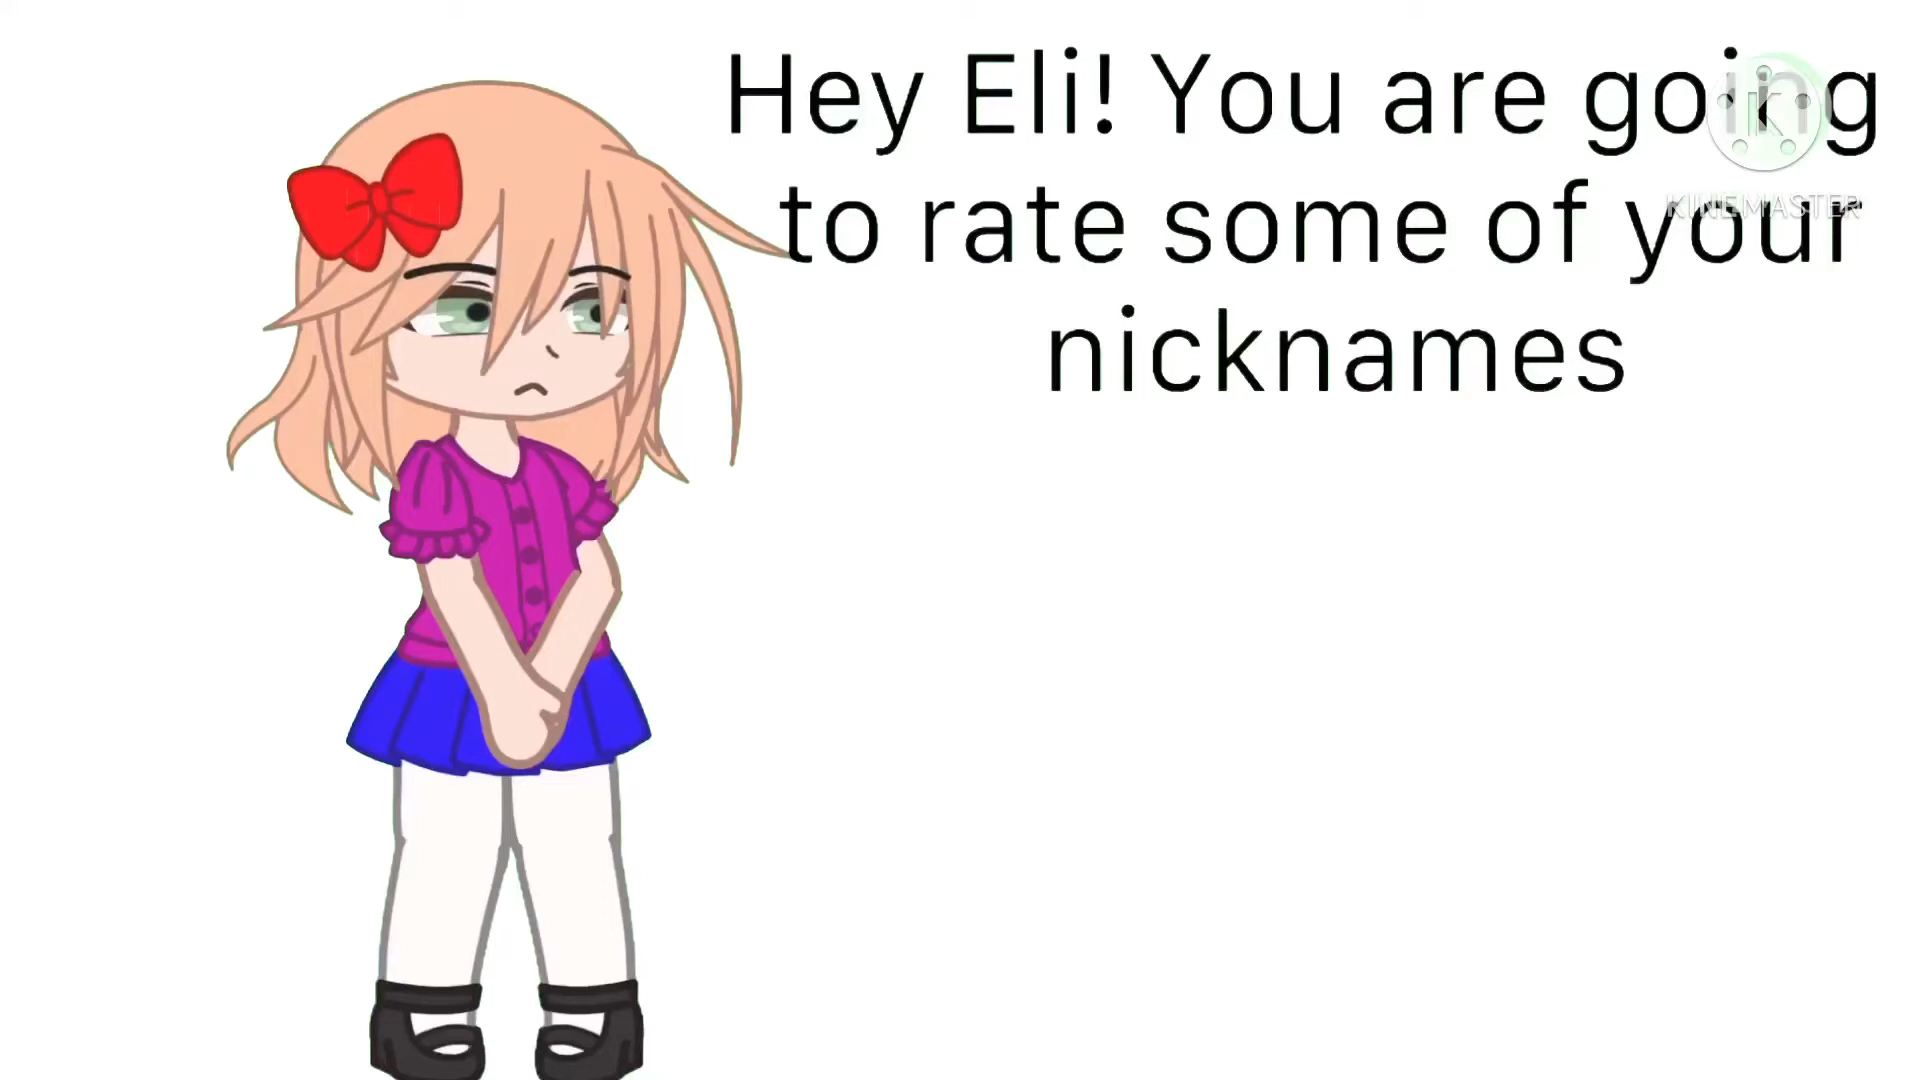 Hey Eli! You are going
to rate some of your
nicknames
K
KINEMASTER